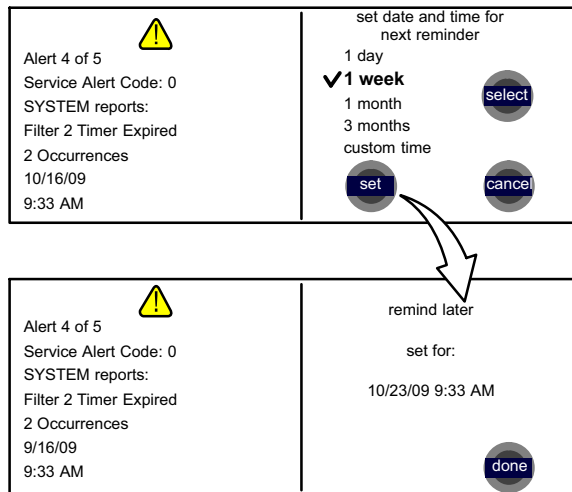 Alert 4 of 5
Service Alert Code: 0
SYSTEM reports:
Filter 2 Timer Expired
2 Occurrences
10/16/09
9:33 AM
set date and time for
next reminder
1 day
1 week
1 month
3 months
custom time
select
set
cancel
Alert 4 of 5
Service Alert Code: 0
SYSTEM reports:
Filter 2 Timer Expired
2 Occurrences
9/16/09
9:33 AM
remind later
set for:
10/23/09 9:33 AM
done